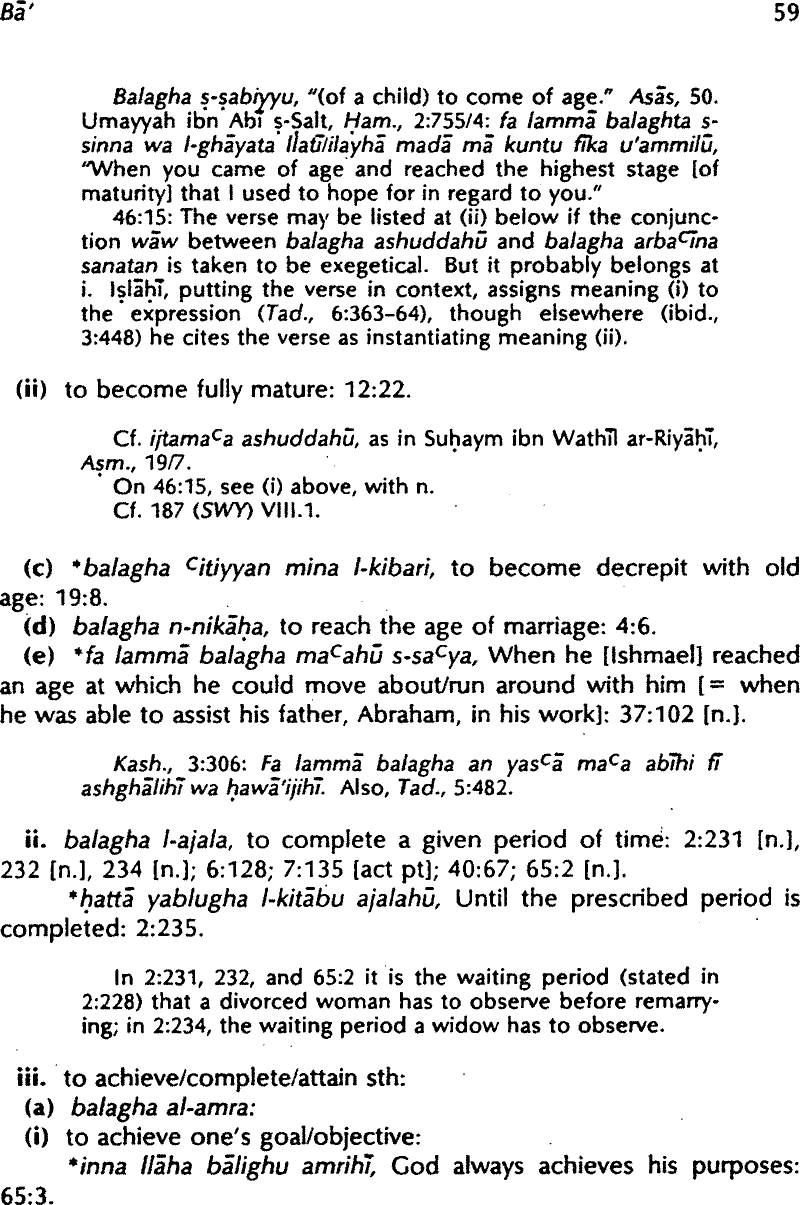 Bā' 59
Balagha ṣ-ṣabiyyu, "(of a child) to come of age." Asās, 50.
Umayyah ibn Abī ṣ-Ṣalt, Ḥam., 2:755/4: fa lammā balaghta s-
sinna wa l-ghāyata llatī/ilayhā madā mā kuntu fīka u'ammilū,
"When you came of age and reached the highest stage [of
maturity] that I used to hope for in regard to you."
46:15: The verse may be listed at (ii) below if the conjunc-
tion wāw between balagha ashuddahū and balagha arbaᶜīna
sanatan is taken to be exegetical. But it probably belongs at
i. Iṣlāḥī, putting the verse in context, assigns meaning (i) to
the expression (Tad., 6:363–64), though elsewhere (ibid.,
3:448) he cites the verse as instantiating meaning (ii).
(ii) to become fully mature: 12:22.
Cf. ijtamaᶜa ashuddahū, as in Suḥaym ibn Wathīl ar-Riyāḥī,
Aṣm., 19/7.
On 46:15, see (i) above, with n.
Cf. 187 (SWY) VIII.1.
(c) *balagha ᶜitiyyan mina l-kibari, to become decrepit with old
age: 19:8.
(d) balagha n-nikāḥa, to reach the age of marriage: 4:6.
(e) *fa lammā balagha maᶜahū s-saᶜya, When he [Ishmael] reached
an age at which he could move about/run around with him [= when
he was able to assist his father, Abraham, in his work]: 37:102 [n.].
Kash., 3:306: Fa lammā balagha an yasᶜā maᶜa abīhi fī
ashghālihī wa ḥawā'ijihī. Also, Tad., 5:482.
ii. balagha l-ajala, to complete a given period of time: 2:231 [n.],
232 [n.], 234 [n.]; 6:128; 7:135 [act pt]; 40:67; 65:2 [n.].
*ḥattā yablugha l-kitābu ajalahū, Until the prescribed period is
completed: 2:235.
In 2:231, 232, and 65:2 it is the waiting period (stated in
2:228) that a divorced woman has to observe before remarry-
ing; in 2:234, the waiting period a widow has to observe.
iii. to achieve/complete/attain sth:
(a) balagha al-amra:
(i) to achieve one's goal/objective:
*inna llāha bālighu amrihī, God always achieves his purposes:
65:3.